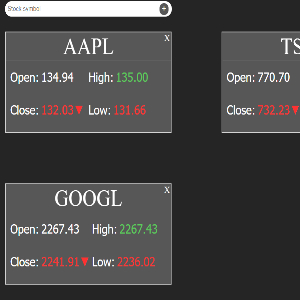 Stock symbol +
AAPL X
Open: 134.94 High: 135.00
Close: 132.03▼ Low: 131.66
TS
Open: 770.70
Close: 732.23▼
GOOGL X
Open: 2267.43 High: 2267.43
Close: 2241.91▼ Low: 2236.02